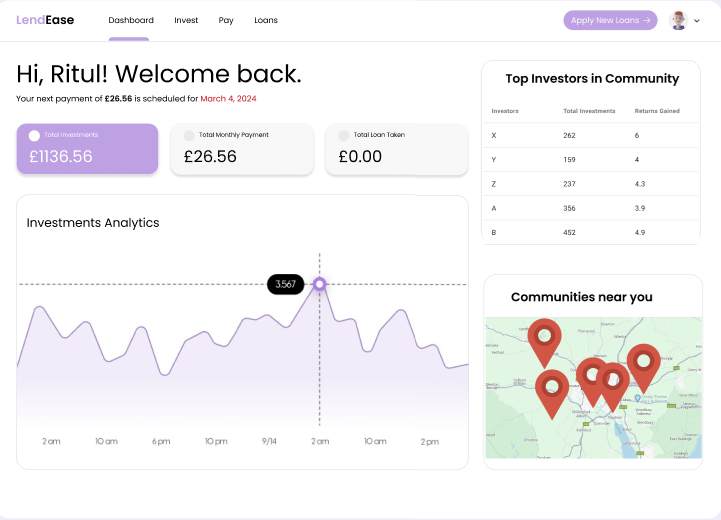 LendEase Dashboard Invest Pay Loans Apply New Loans →
Hi, Ritul! Welcome back.
Your next payment of £26.56 is scheduled for March 4, 2024
Total Investments
£1136.56
Total Monthly Payment
£26.56
Total Loan Taken
£0.00
Investments Analytics
3.567
2 am 10 am 6 pm 10 pm 9/14 2 am 10 am 2 pm
Top Investors in Community
Investors Total Investments Returns Gained
X 262 6
Y 159 4
Z 237 4.3
A 356 3.9
B 452 4.9
Communities near you